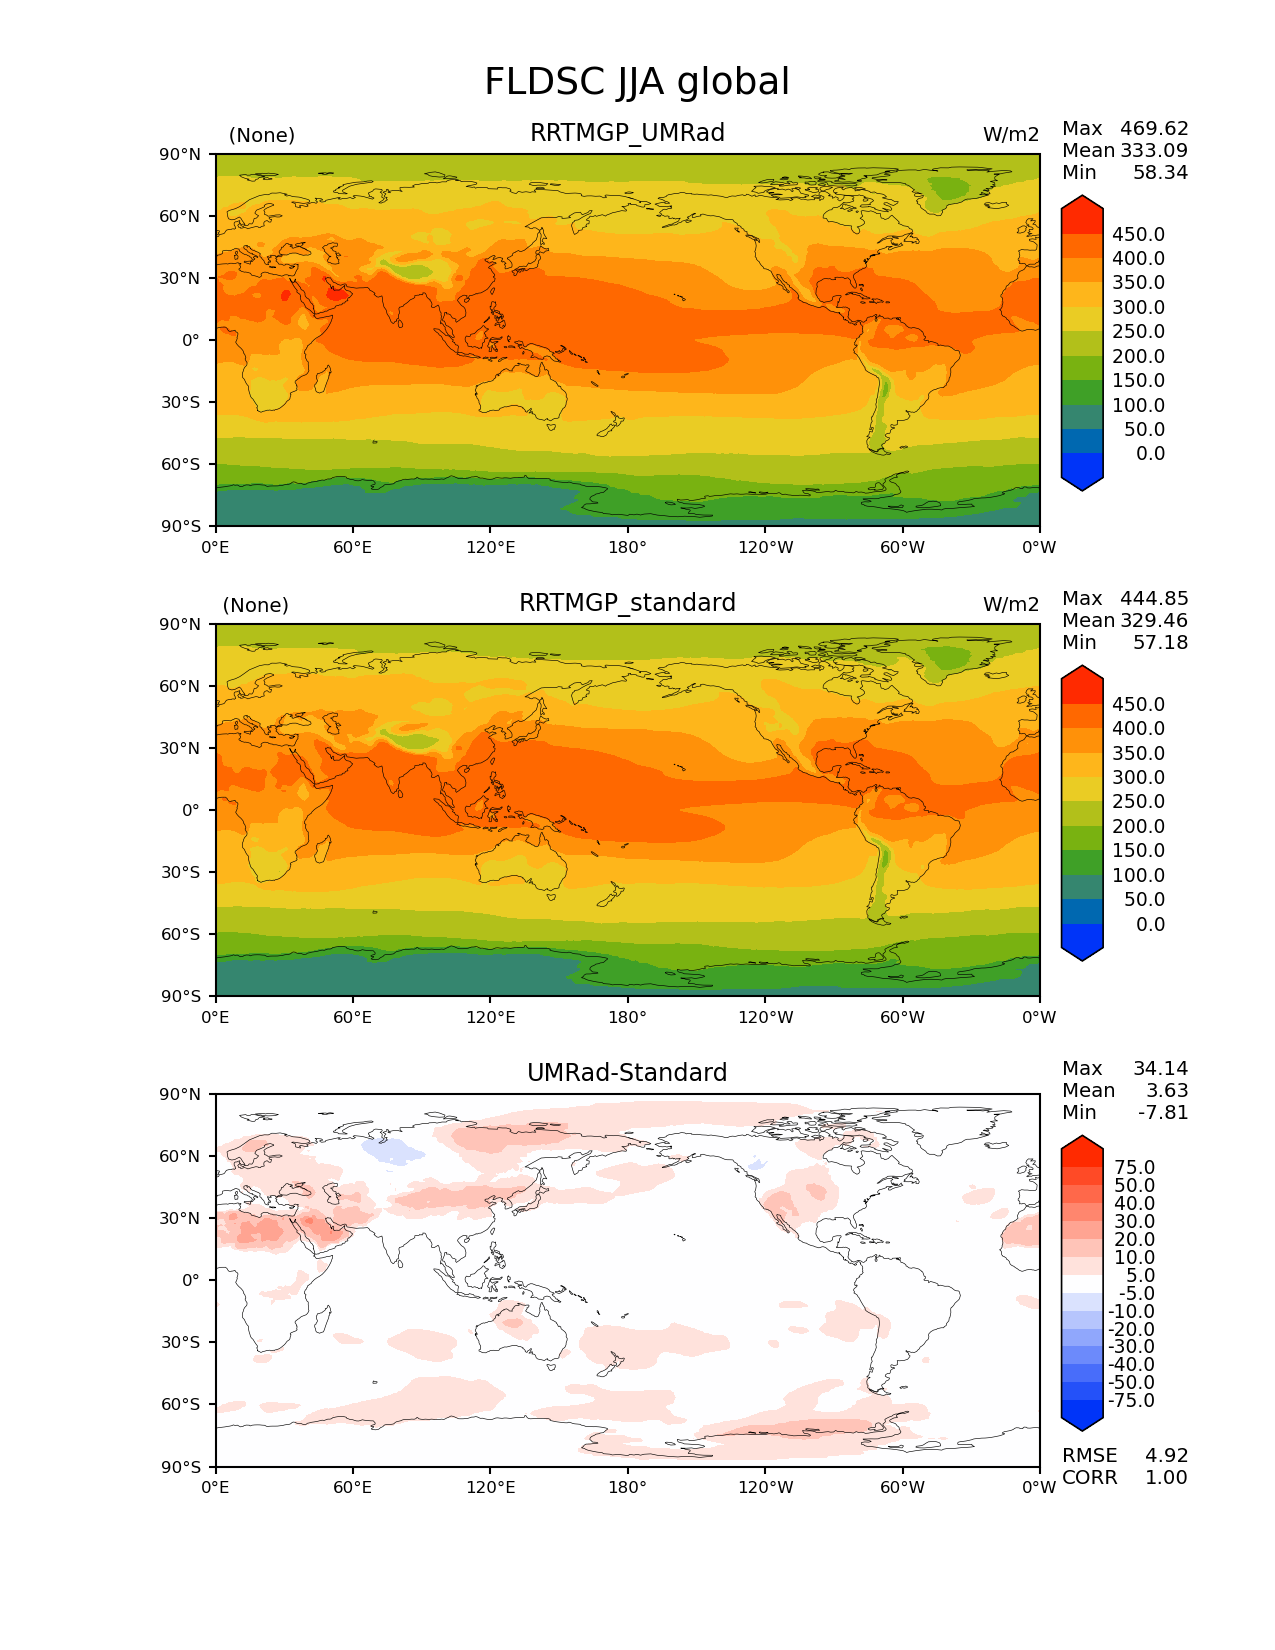 FLDSC JJA global
(None) RRTMGP_UMRad W/m2
Max 469.62
Mean 333.09
Min 58.34
90°N
60°N
30°N
0°
30°S
60°S
90°S
0°E 60°E 120°E 180° 120°W 60°W 0°W
450.0
400.0
350.0
300.0
250.0
200.0
150.0
100.0
50.0
0.0
(None) RRTMGP_standard W/m2
Max 444.85
Mean 329.46
Min 57.18
90°N
60°N
30°N
0°
30°S
60°S
90°S
0°E 60°E 120°E 180° 120°W 60°W 0°W
450.0
400.0
350.0
300.0
250.0
200.0
150.0
100.0
50.0
0.0
UMRad-Standard
Max 34.14
Mean 3.63
Min -7.81
90°N
60°N
30°N
0°
30°S
60°S
90°S
0°E 60°E 120°E 180° 120°W 60°W 0°W
75.0
50.0
40.0
30.0
20.0
10.0
5.0
-5.0
-10.0
-20.0
-30.0
-40.0
-50.0
-75.0
RMSE 4.92
CORR 1.00